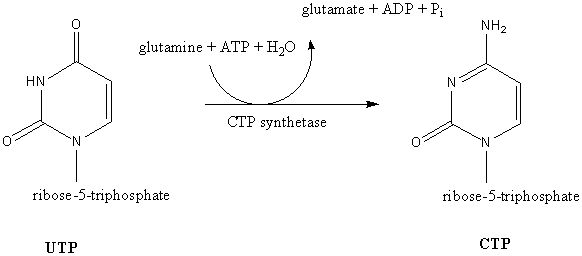 glutamate + ADP + Pi
glutamine + ATP + H2O
CTP synthetase
O
HN
O
N
ribose-5-triphosphate
UTP
NH2
N
O
N
ribose-5-triphosphate
CTP